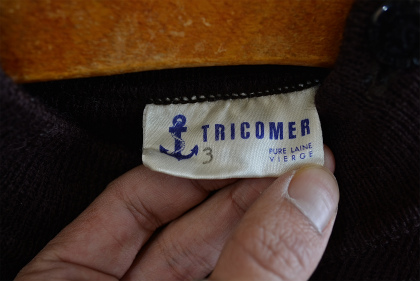 TRICOMER
3
PURE LAINE
VIERGE